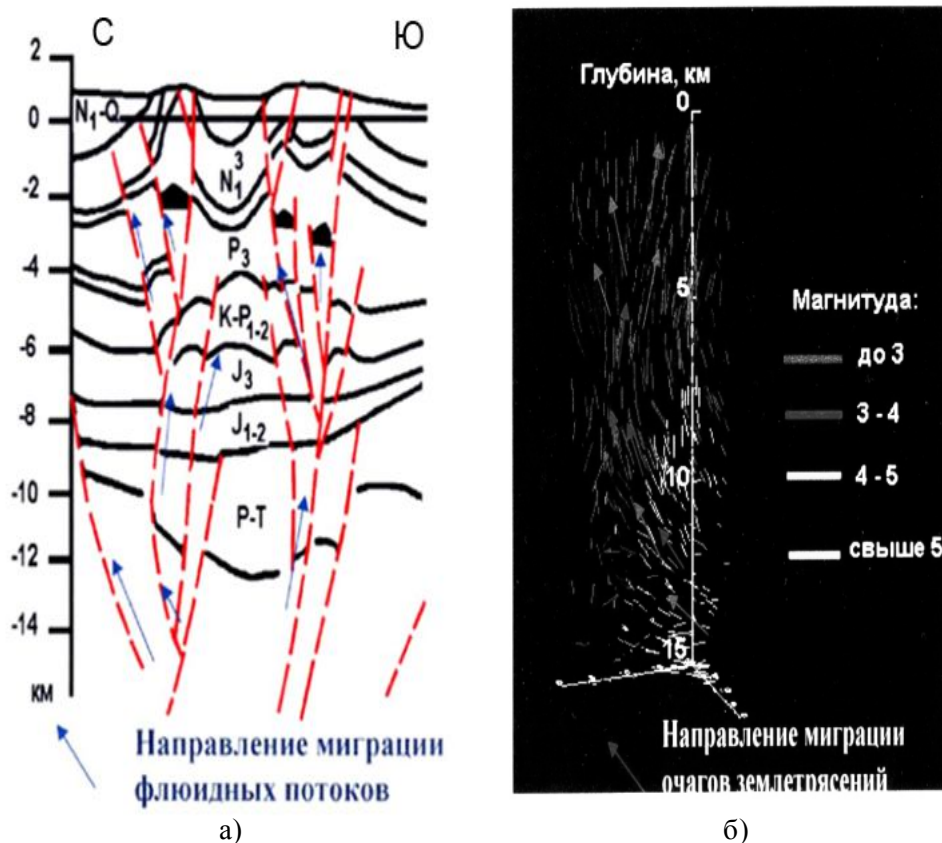 С
Ю
2
0
-2
-4
-6
-8
-10
-12
-14
КМ
N₁-Q
N₁³
P₃
K-P₁₋₂
J₃
J₁₋₂
P-T
Направление миграции
флюидных потоков
а)
Глубина, км
0
5
10
15
Магнитуда:
до 3
3 - 4
4 - 5
свыше 5
Направление миграции
очагов землетрясений
б)